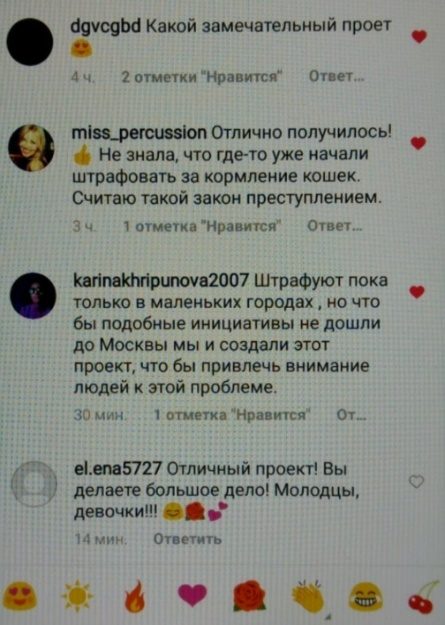 dgvcgbd Какой замечательный проет
😍
4 ч. 2 отметки "Нравится" Ответ...
miss_percussion Отлично получилось!
👍 Не знала, что где-то уже начали
штрафовать за кормление кошек.
Считаю такой закон преступлением.
3 ч. 1 отметка "Нравится" Ответ...
karinakhripunova2007 Штрафуют пока
только в маленьких городах , но что
бы подобные инициативы не дошли
до Москвы мы и создали этот
проект, что бы привлечь внимание
людей к этой проблеме.
30 мин. 1 отметка "Нравится" От...
el.ena5727 Отличный проект! Вы
делаете большое дело! Молодцы,
девочки!!! 😊🌹💕
14 мин. Ответить